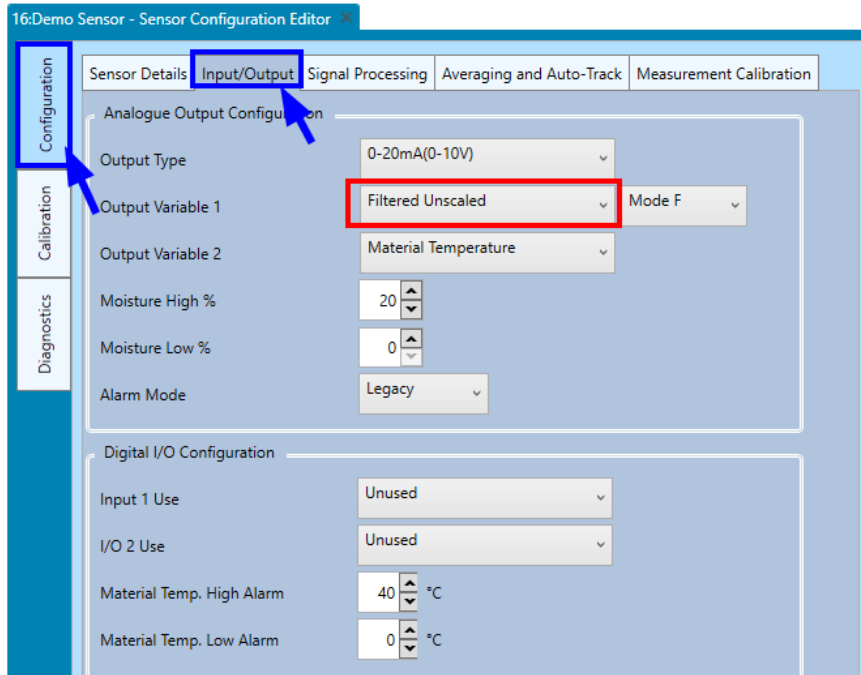 16:Demo Sensor - Sensor Configuration Editor
Configuration
Calibration
Diagnostics
Sensor Details Input/Output Signal Processing Averaging and Auto-Track Measurement Calibration
Analogue Output Configuration
Output Type 0-20mA(0-10V)
Output Variable 1 Filtered Unscaled Mode F
Output Variable 2 Material Temperature
Moisture High % 20
Moisture Low % 0
Alarm Mode Legacy
Digital I/O Configuration
Input 1 Use Unused
I/O 2 Use Unused
Material Temp. High Alarm 40 °C
Material Temp. Low Alarm 0 °C